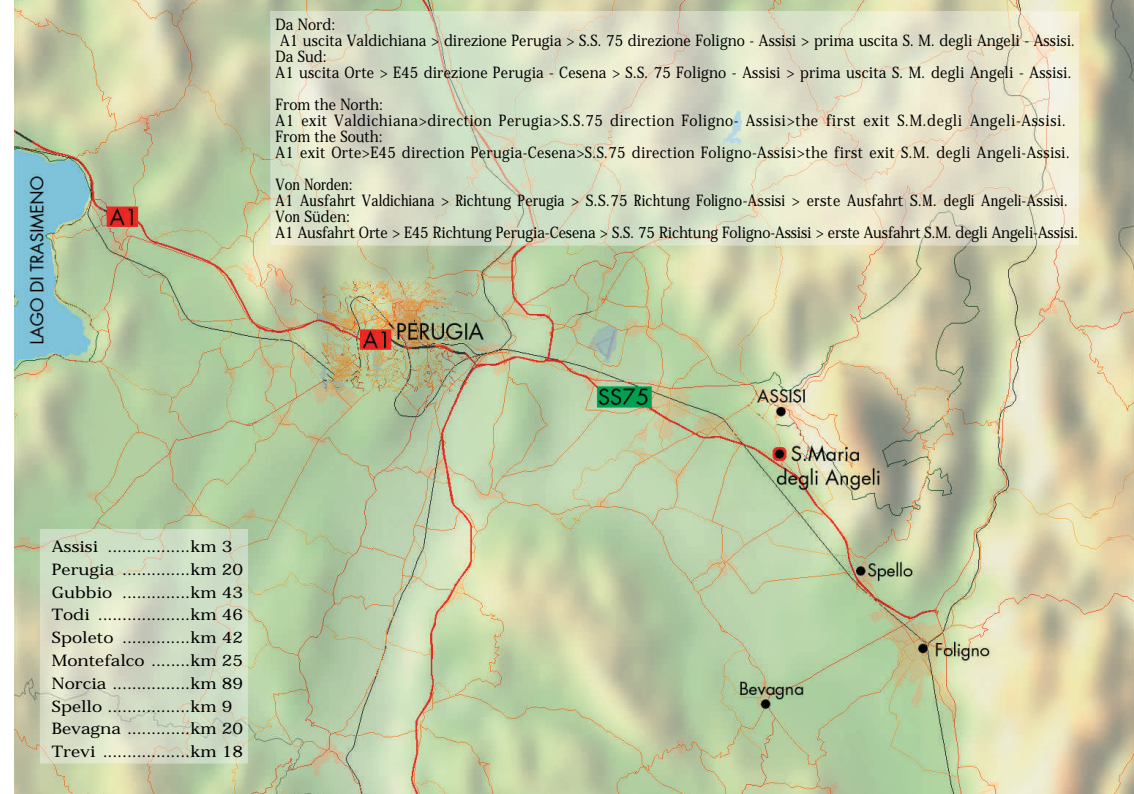 Da Nord:
A1 uscita Valdichiana > direzione Perugia > S.S. 75 direzione Foligno - Assisi > prima uscita S. M. degli Angeli - Assisi.
Da Sud:
A1 uscita Orte > E45 direzione Perugia - Cesena > S.S. 75 Foligno - Assisi > prima uscita S. M. degli Angeli - Assisi.
From the North:
A1 exit Valdichiana>direction Perugia>S.S.75 direction Foligno- Assisi>the first exit S.M.degli Angeli-Assisi.
From the South:
A1 exit Orte>E45 direction Perugia-Cesena>S.S.75 direction Foligno-Assisi>the first exit S.M. degli Angeli-Assisi.
Von Norden:
A1 Ausfahrt Valdichiana > Richtung Perugia > S.S.75 Richtung Foligno-Assisi > erste Ausfahrt S.M. degli Angeli-Assisi.
Von Süden:
A1 Ausfahrt Orte > E45 Richtung Perugia-Cesena > S.S. 75 Richtung Foligno-Assisi > erste Ausfahrt S.M. degli Angeli-Assisi.
LAGO DI TRASIMENO
A1
A1
PERUGIA
SS75
ASSISI
S.Maria
degli Angeli
Spello
Foligno
Bevagna
Assisi ................km 3
Perugia .............km 20
Gubbio ..............km 43
Todi ...................km 46
Spoleto ..............km 42
Montefalco ........km 25
Norcia ...............km 89
Spello ................km 9
Bevagna ............km 20
Trevi ..................km 18